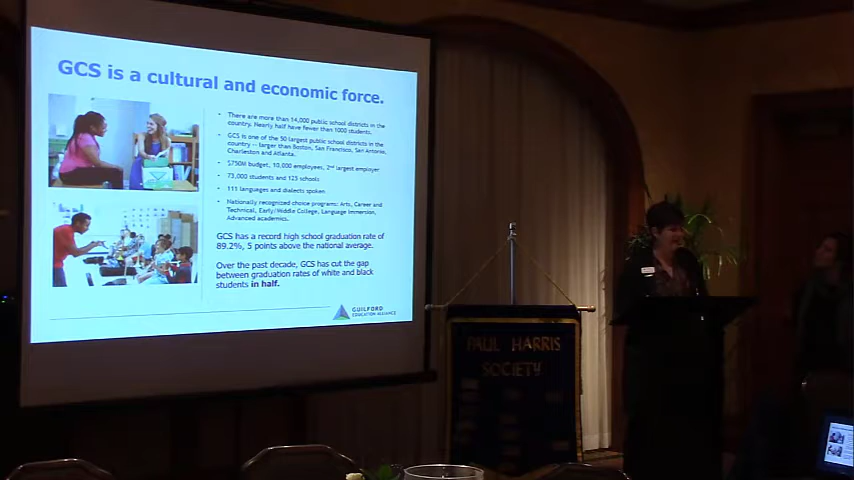 GCS is a cultural and economic force.
• There are more than 14,000 public school districts in the
country. Nearly half have fewer than 1000 students.
• GCS is one of the 50 largest public school districts in the
country -- larger than Boston, San Francisco, San Antonio,
Charleston and Atlanta.
• $750M budget, 10,000 employees, 2nd largest employer
• 73,000 students and 125 schools
• 111 languages and dialects spoken
• Nationally recognized choice programs: Arts, Career and
Technical, Early/Middle College, Language Immersion,
Advanced academics.
GCS has a record high school graduation rate of
89.2%, 5 points above the national average.
Over the past decade, GCS has cut the gap
between graduation rates of white and black
students in half.
GUILFORD
EDUCATION ALLIANCE
PAUL HARRIS
SOCIETY